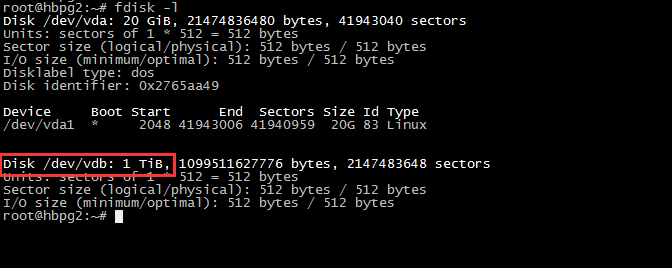 root@hbpg2:~# fdisk -l
Disk /dev/vda: 20 GiB, 21474836480 bytes, 41943040 sectors
Units: sectors of 1 * 512 = 512 bytes
Sector size (logical/physical): 512 bytes / 512 bytes
I/O size (minimum/optimal): 512 bytes / 512 bytes
Disklabel type: dos
Disk identifier: 0x2765aa49
Device     Boot Start      End  Sectors Size Id Type
/dev/vda1  *     2048 41943006 41940959  20G 83 Linux
Disk /dev/vdb: 1 TiB, 1099511627776 bytes, 2147483648 sectors
Units: sectors of 1 * 512 = 512 bytes
Sector size (logical/physical): 512 bytes / 512 bytes
I/O size (minimum/optimal): 512 bytes / 512 bytes
root@hbpg2:~#